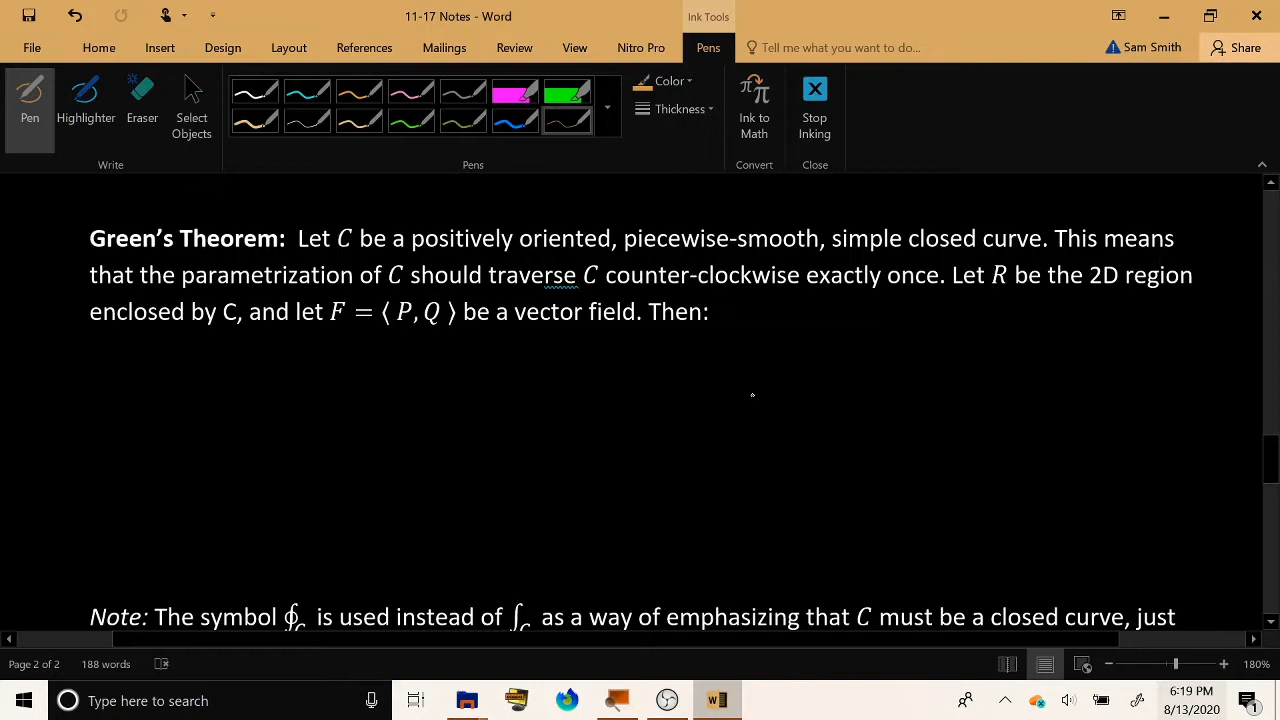 11-17 Notes - Word
Ink Tools
File Home Insert Design Layout References Mailings Review View Nitro Pro Pens Tell me what you want to do... Sam Smith Share
Pen Highlighter Eraser Select Objects
Color
Thickness
Ink to Math
Stop Inking
Write Pens Convert Close
Green’s Theorem: Let C be a positively oriented, piecewise-smooth, simple closed curve. This means
that the parametrization of C should traverse C counter-clockwise exactly once. Let R be the 2D region
enclosed by C, and let F = ⟨ P, Q ⟩ be a vector field. Then:
Note: The symbol ∮C is used instead of ∫C as a way of emphasizing that C must be a closed curve, just
Page 2 of 2 188 words 180%
Type here to search
6:19 PM
8/13/2020
1